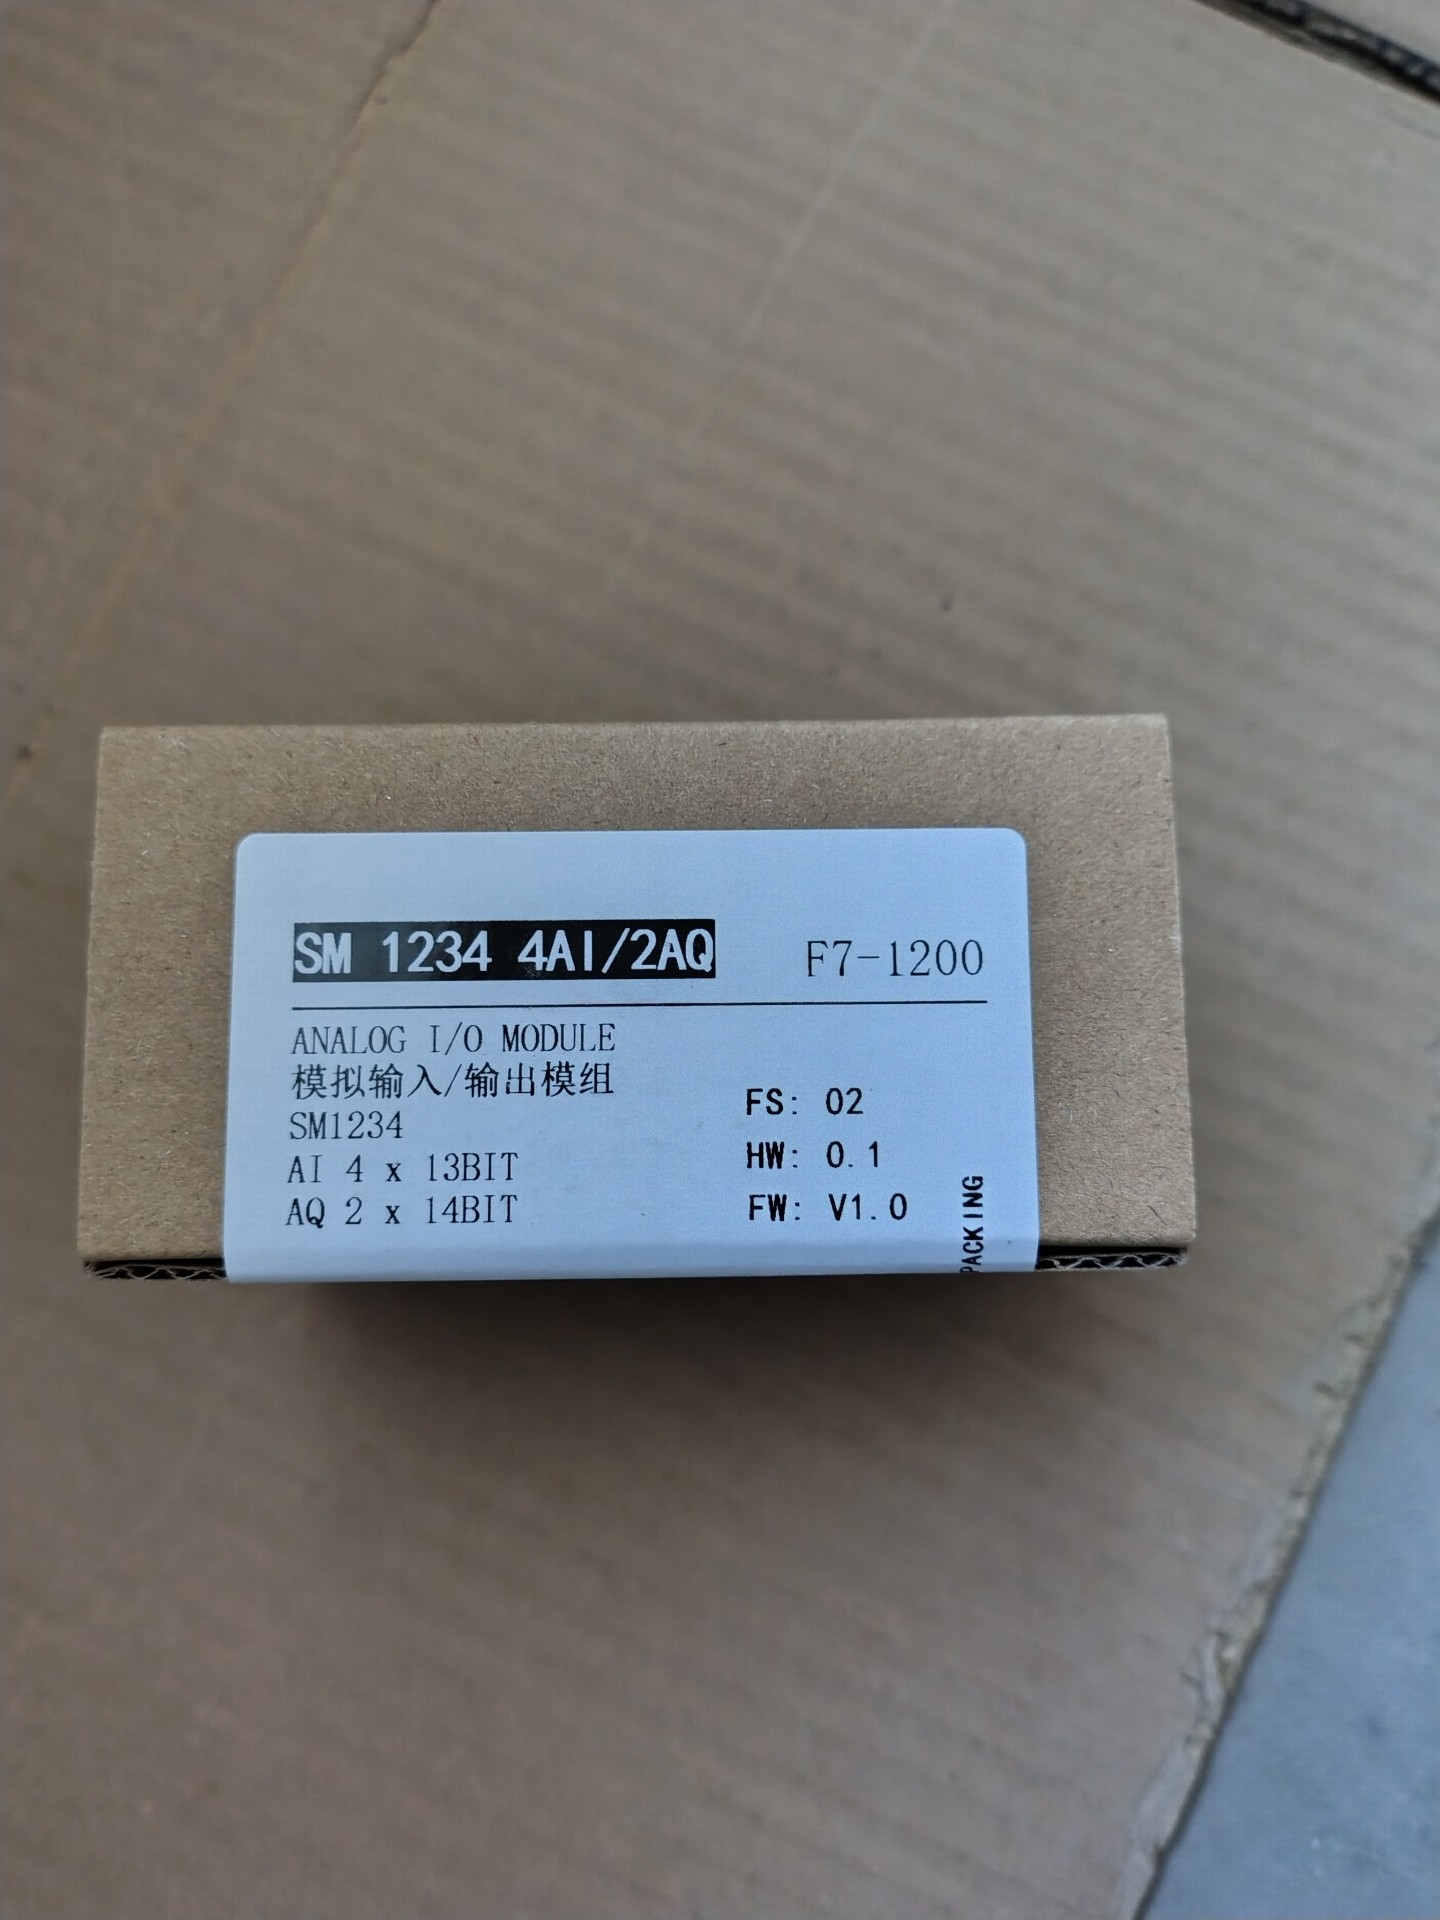 SM 1234 4AI/2AQ F7-1200
ANALOG I/O MODULE
模拟输入/输出模组
SM1234
AI 4 x 13BIT
AQ 2 x 14BIT
FS: 02
HW: 0.1
FW: V1.0
PACKING